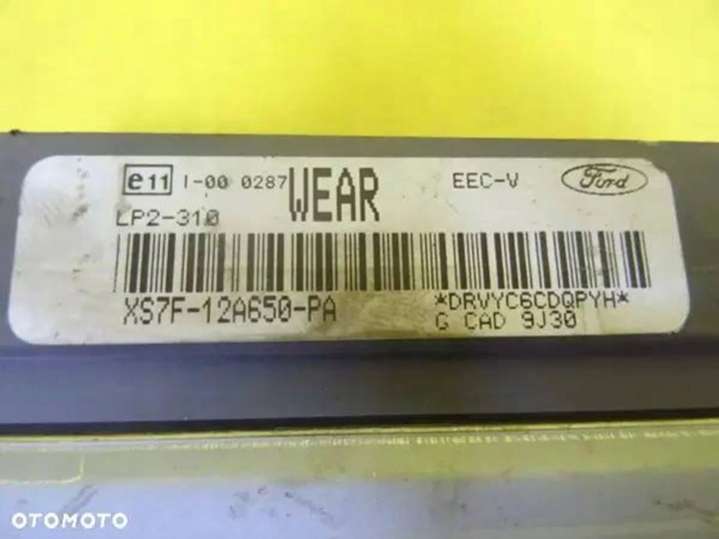 e11 I-00 0287 WEAR EEC-V Ford
LP2-310
XS7F-12A650-PA *DRVYC6CDQPYH*
G CAD 9J30
OTOMOTO